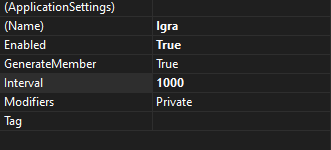 (ApplicationSettings)
(Name) Igra
Enabled True
GenerateMember True
Interval 1000
Modifiers Private
Tag